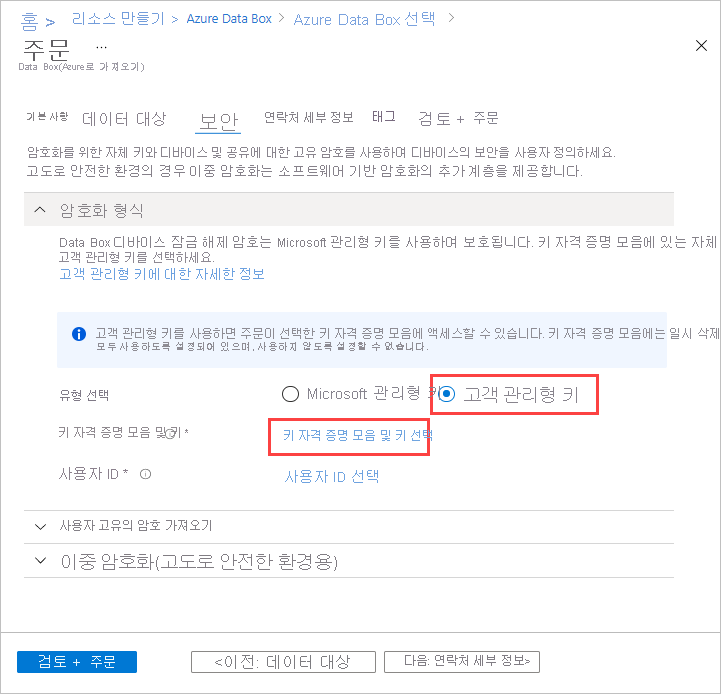 홈 > 리소스 만들기 > Azure Data Box > Azure Data Box 선택 >
주문 ...
Data Box(Azure로 가져오기)
기본 사항 데이터 대상 보안 연락처 세부 정보 태그 검토 + 주문
암호화를 위한 자체 키와 디바이스 및 공유에 대한 고유 암호를 사용하여 디바이스의 보안을 사용자 정의하세요.
고도로 안전한 환경의 경우 이중 암호화는 소프트웨어 기반 암호화의 추가 계층을 제공합니다.
암호화 형식
Data Box 디바이스 잠금 해제 암호는 Microsoft 관리형 키를 사용하여 보호됩니다. 키 자격 증명 모음에 있는 자체
고객 관리형 키를 선택하세요.
고객 관리형 키에 대한 자세한 정보
고객 관리형 키를 사용하면 주문이 선택한 키 자격 증명 모음에 액세스할 수 있습니다. 키 자격 증명 모음에는 일시 삭제
모두 사용하도록 설정되어 있으며, 사용하지 않도록 설정할 수 없습니다.
유형 선택 Microsoft 관리형 키 고객 관리형 키
키 자격 증명 모음 및 키 * 키 자격 증명 모음 및 키 선택
사용자 ID * 사용자 ID 선택
사용자 고유의 암호 가져오기
이중 암호화(고도로 안전한 환경용)
검토 + 주문 <이전: 데이터 대상 다음: 연락처 세부 정보>